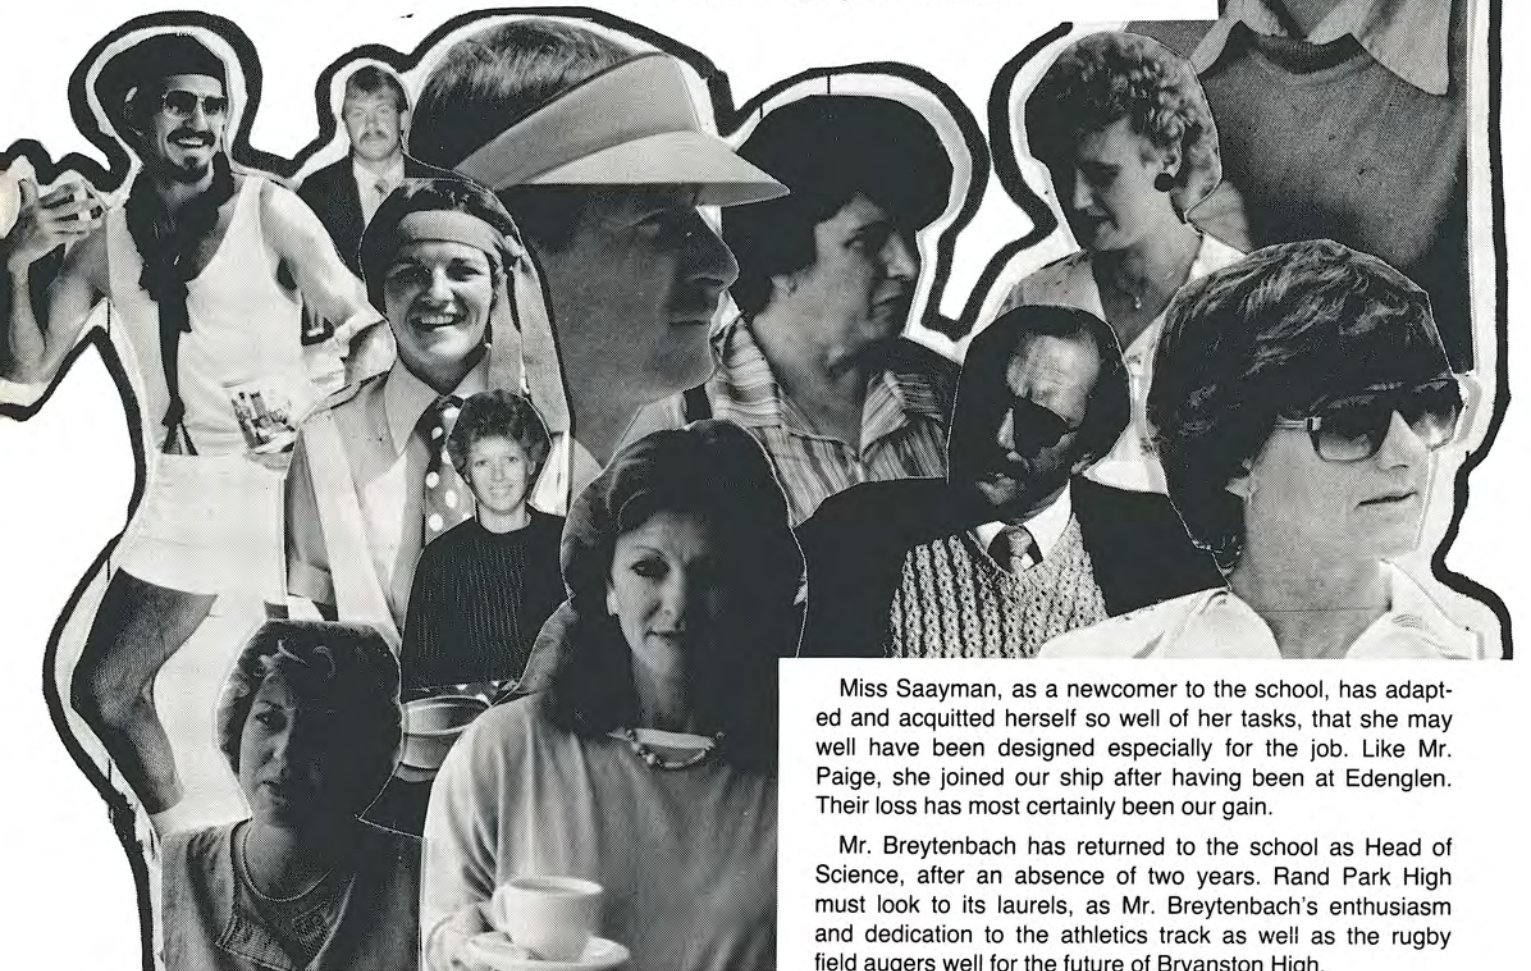 Miss Saayman, as a newcomer to the school, has adapt-
ed and acquitted herself so well of her tasks, that she may
well have been designed especially for the job. Like Mr.
Paige, she joined our ship after having been at Edenglen.
Their loss has most certainly been our gain.
Mr. Breytenbach has returned to the school as Head of
Science, after an absence of two years. Rand Park High
must look to its laurels, as Mr. Breytenbach's enthusiasm
and dedication to the athletics track as well as the rugby
field augers well for the future of Bryanston High.